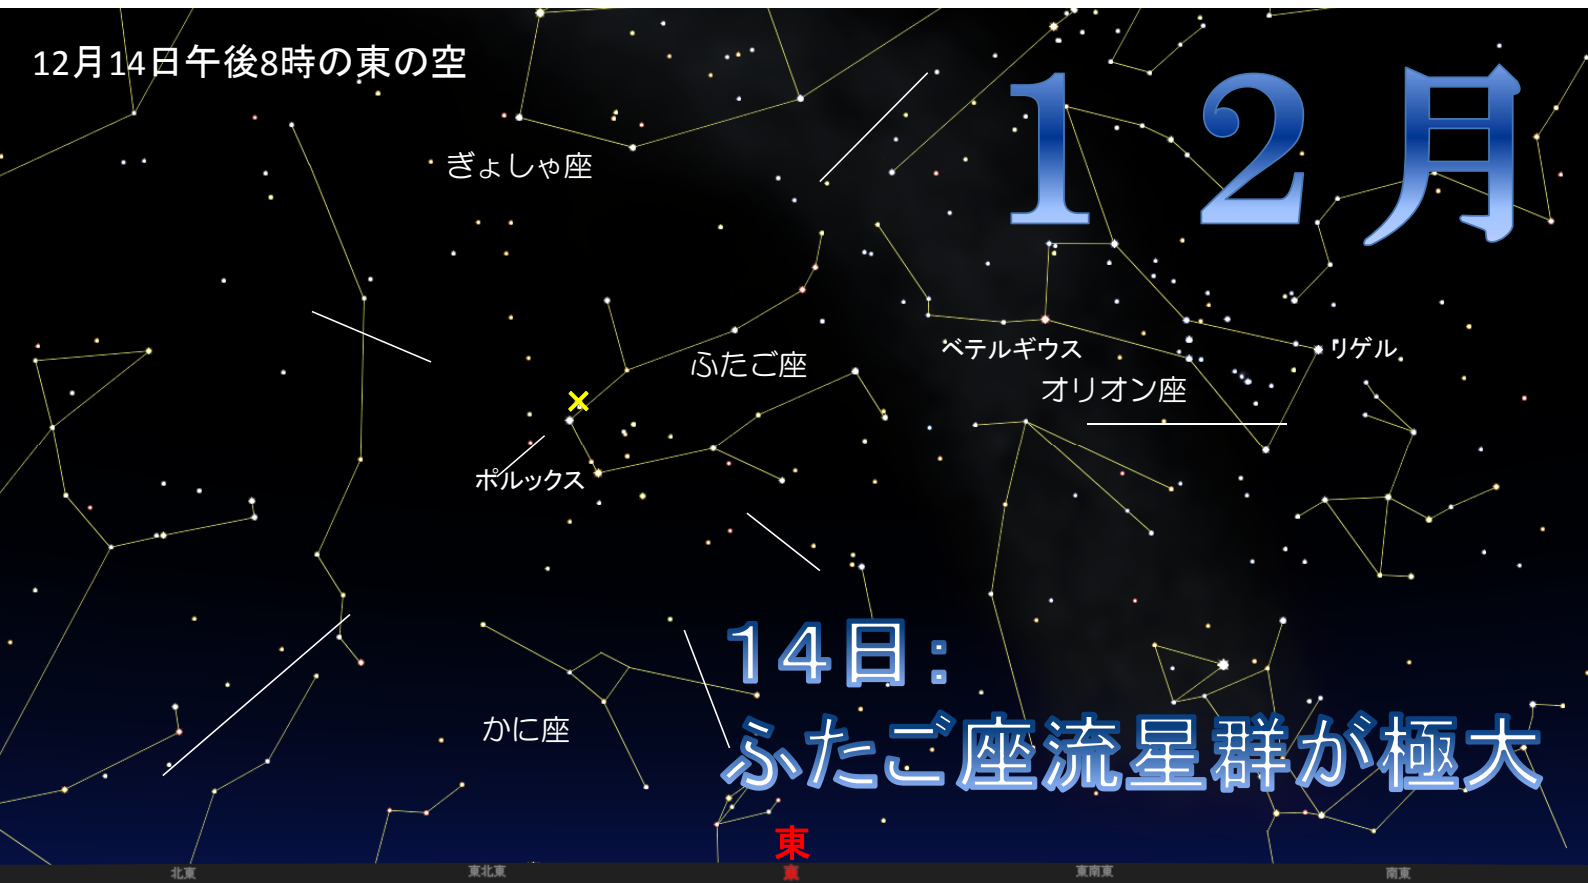 12月14日午後8時の東の空
12月
ぎょしゃ座
ふたご座
ベテルギウス
リゲル
オリオン座
ポルックス
14日:
ふたご座流星群が極大
かに座
東
北東
東北東
東
東南東
南東